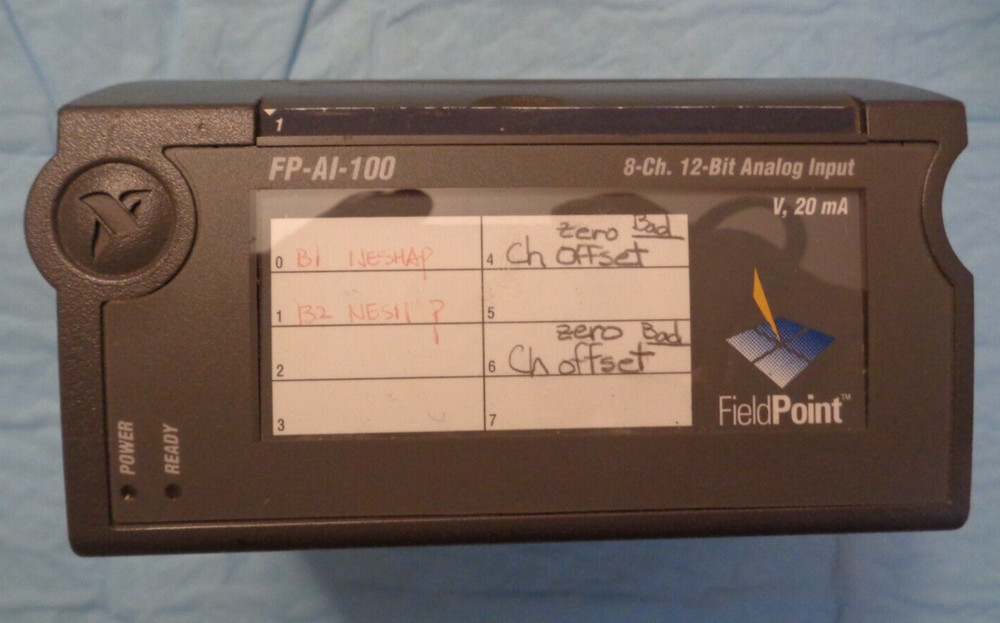 1
FP-AI-100
8-Ch. 12-Bit Analog Input
V, 20 mA
0 B1 NESHAP
1 B2 NESH ?
2
3
zero Bad
4 Ch offset
5
zero Bad
6 Ch offset
7
FieldPoint™
POWER
READY